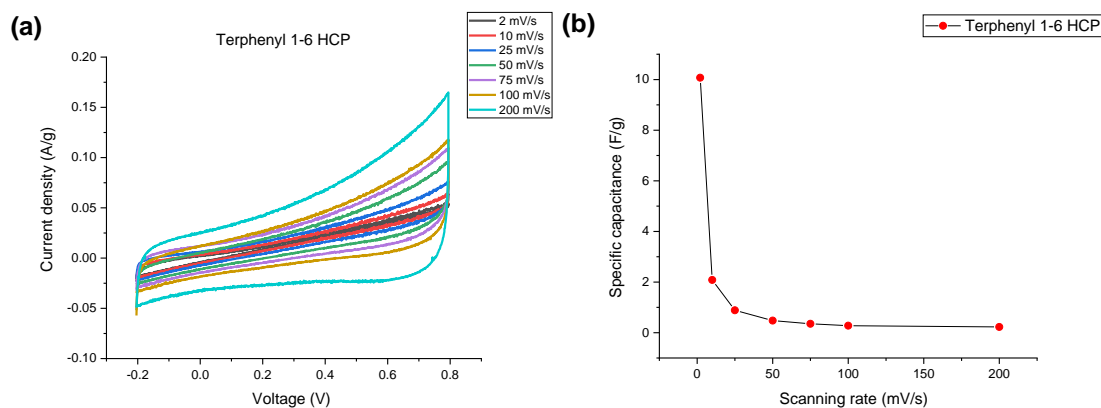 (a)
Terphenyl 1-6 HCP
2 mV/s
10 mV/s
25 mV/s
50 mV/s
75 mV/s
100 mV/s
200 mV/s
Current density (A/g)
0.20
0.15
0.10
0.05
0.00
-0.05
-0.10
-0.2
0.0
0.2
0.4
0.6
0.8
Voltage (V)
(b)
Terphenyl 1-6 HCP
Specific capacitance (F/g)
10
8
6
4
2
0
0
50
100
150
200
Scanning rate (mV/s)